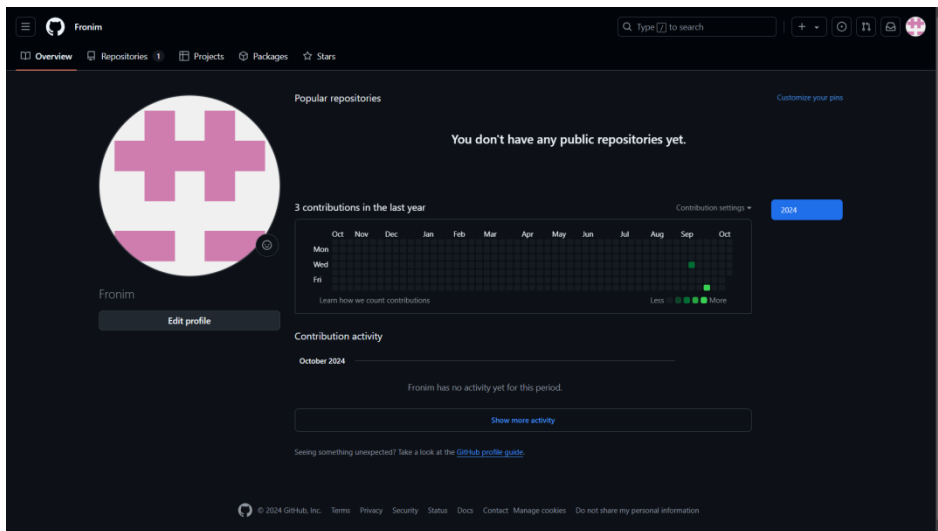 Fronim
Type / to search
Overview Repositories 1 Projects Packages Stars
Popular repositories
Customize your pins
You don't have any public repositories yet.
3 contributions in the last year
Contribution settings
2024
Oct Nov Dec Jan Feb Mar Apr May Jun Jul Aug Sep Oct
Mon
Wed
Fri
Learn how we count contributions
Less More
Fronim
Edit profile
Contribution activity
October 2024
Fronim has no activity yet for this period.
Show more activity
Seeing something unexpected? Take a look at the GitHub profile guide.
© 2024 GitHub, Inc. Terms Privacy Security Status Docs Contact Manage cookies Do not share my personal information